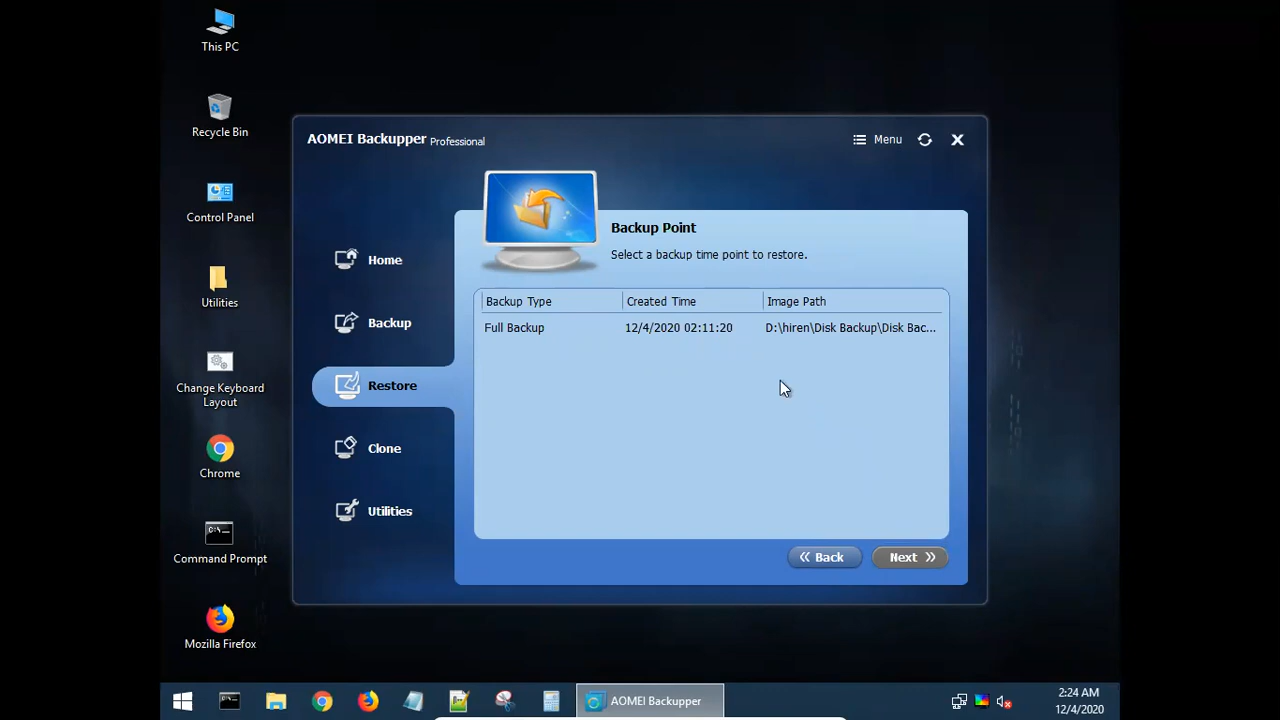 This PC
Recycle Bin
Control Panel
Utilities
Change Keyboard
Layout
Chrome
Command Prompt
Mozilla Firefox
AOMEI Backupper Professional
Menu
Home
Backup
Restore
Clone
Utilities
Backup Point
Select a backup time point to restore.
Backup Type Created Time Image Path
Full Backup 12/4/2020 02:11:20 D:\hiren\Disk Backup\Disk Bac...
Back
Next
AOMEI Backupper
2:24 AM
12/4/2020